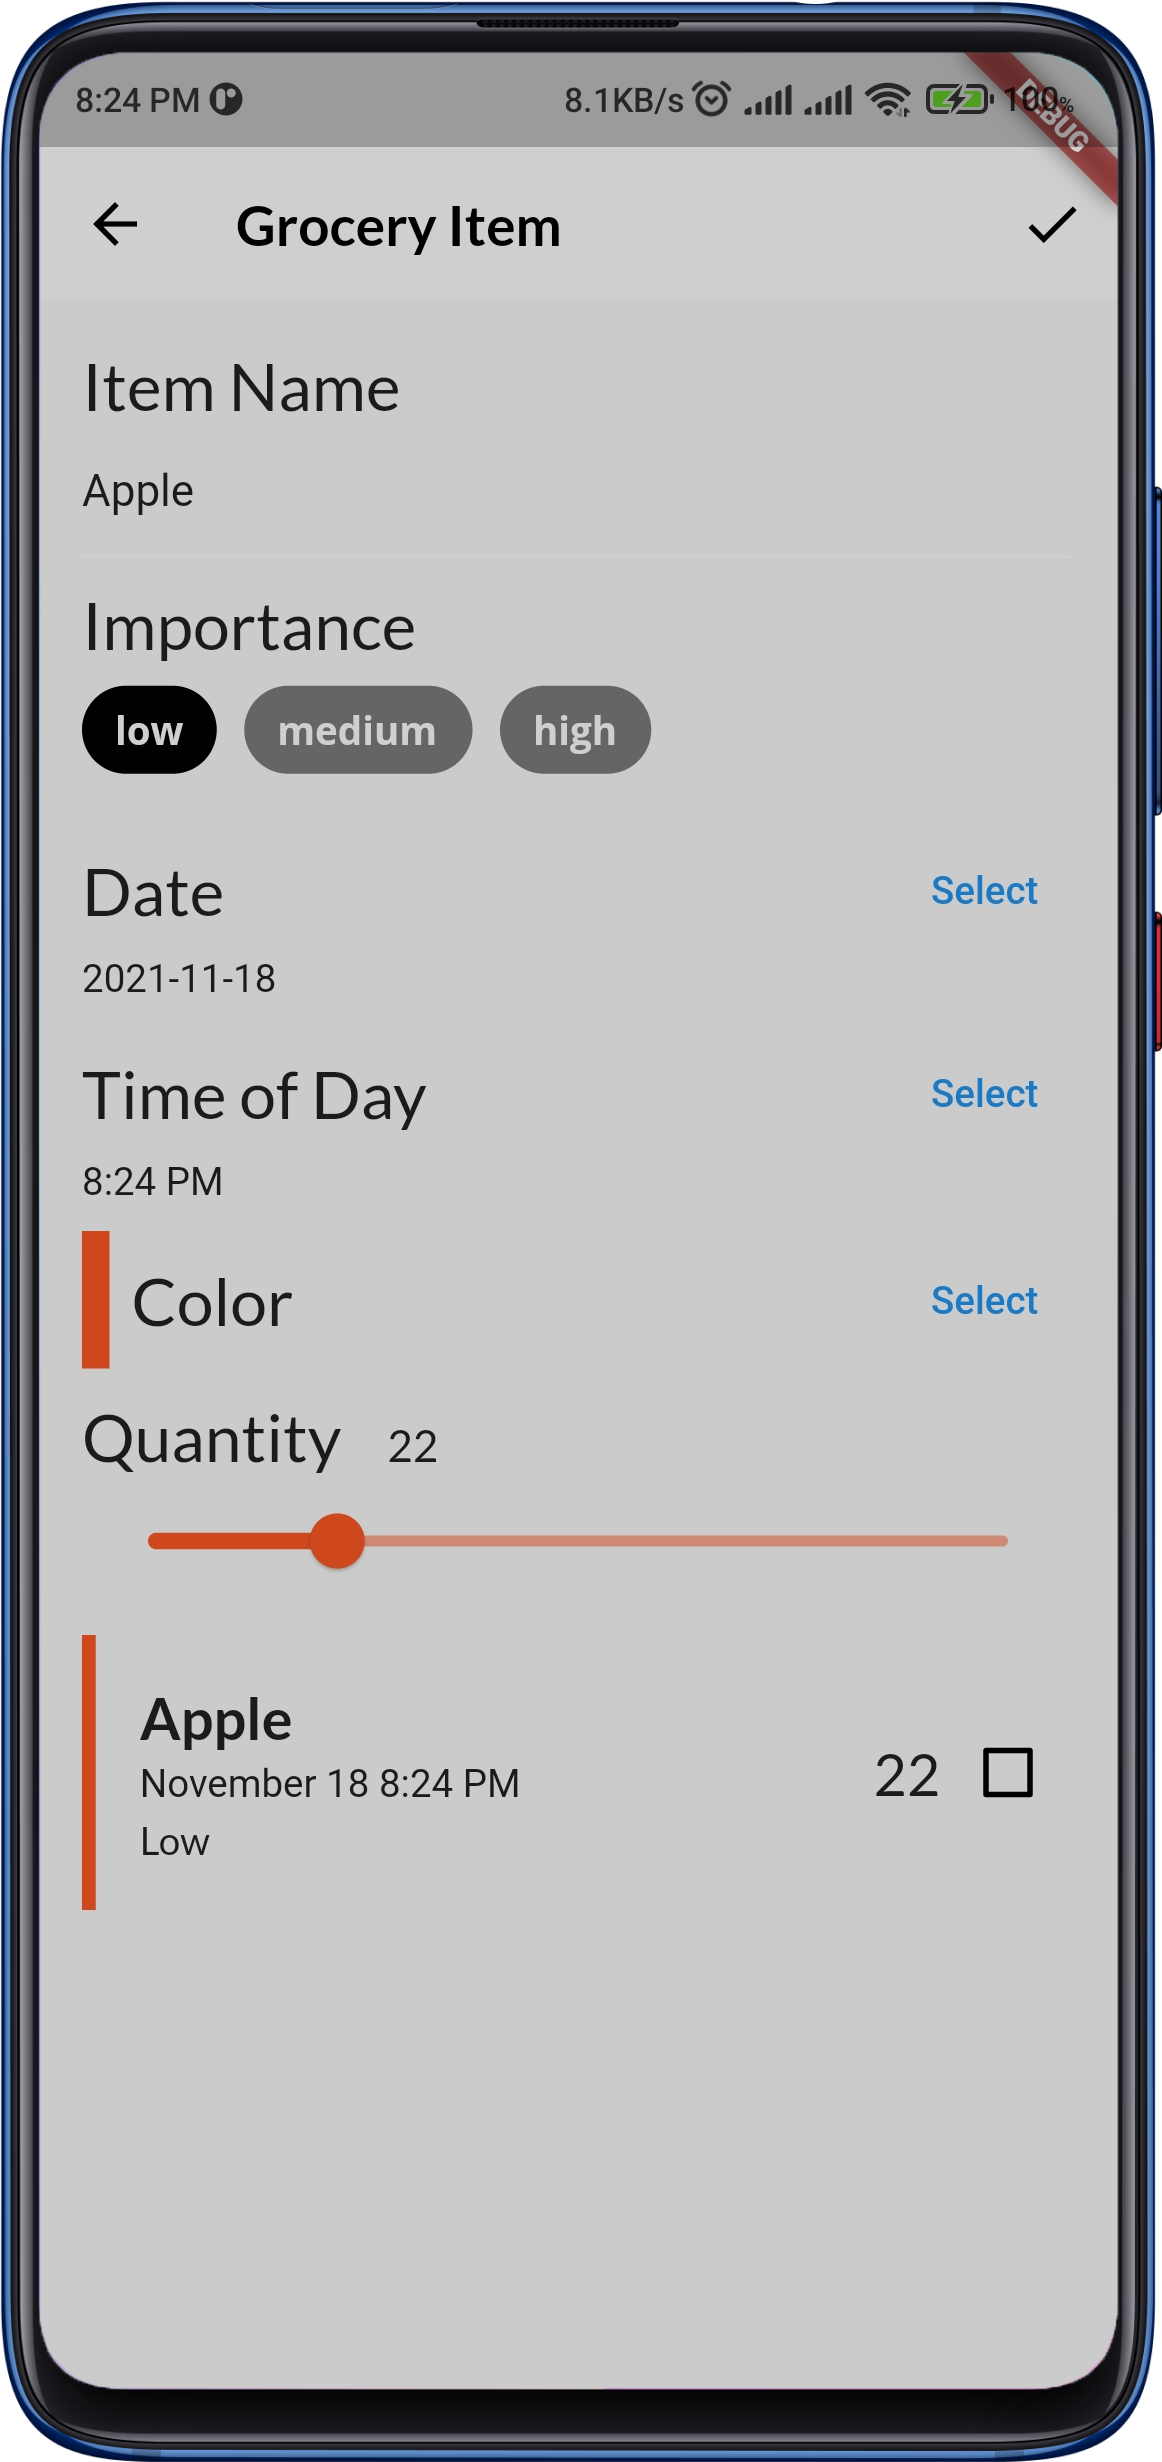 8:24 PM
8.1KB/s 100%
DEBUG
Grocery Item
Item Name
Apple
Importance
low medium high
Date Select
2021-11-18
Time of Day Select
8:24 PM
Color Select
Quantity 22
Apple
November 18 8:24 PM
22
Low